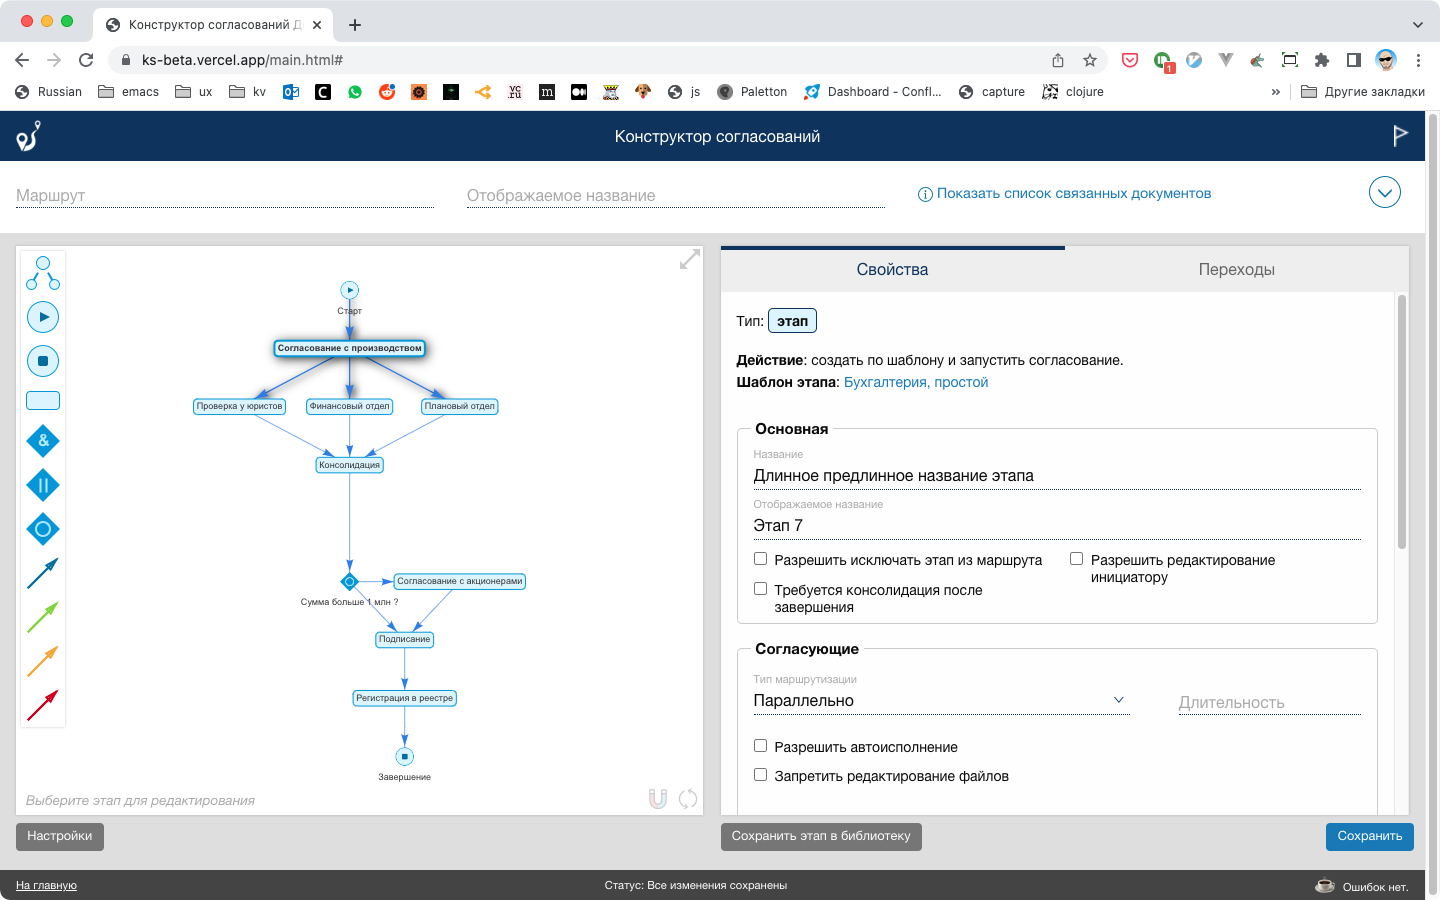 Конструктор согласований Д
ks-beta.vercel.app/main.html#
1
Russian
emacs
ux
kv
vc.ru
m
js
Paletton
Dashboard - Confl...
capture
clojure
»
Другие закладки
Конструктор согласований
Маршрут
Отображаемое название
Показать список связанных документов
Старт
Согласование с производством
Проверка у юристов
Финансовый отдел
Плановый отдел
Консолидация
Согласование с акционерами
Сумма больше 1 млн ?
Подписание
Регистрация в реестре
Завершение
&
Выберите этап для редактирования
Свойства
Переходы
Тип: этап
Действие: создать по шаблону и запустить согласование.
Шаблон этапа: Бухгалтерия, простой
Основная
Название
Длинное предлинное название этапа
Отображаемое название
Этап 7
Разрешить исключать этап из маршрута
Разрешить редактирование
инициатору
Требуется консолидация после
завершения
Согласующие
Тип маршрутизации
Параллельно
Длительность
Разрешить автоисполнение
Запретить редактирование файлов
Настройки
Сохранить этап в библиотеку
Сохранить
На главную
Статус: Все изменения сохранены
Ошибок нет.